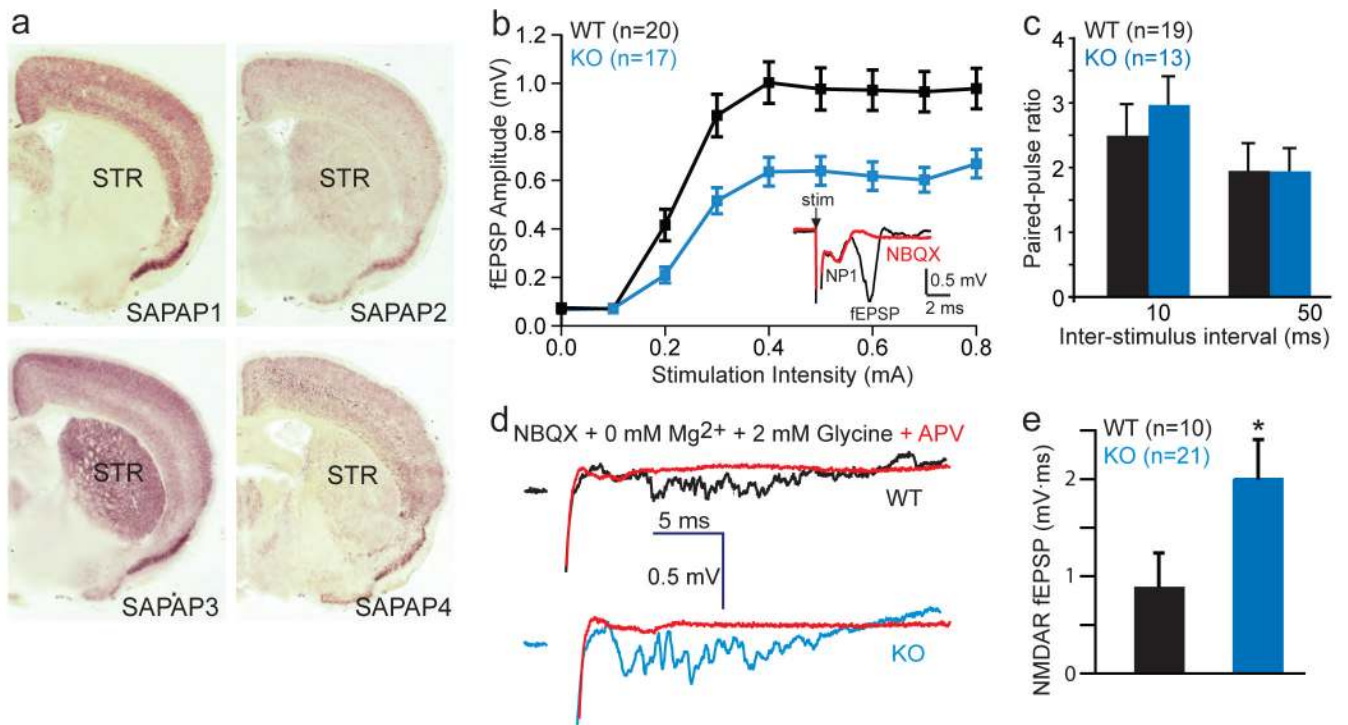 a
STR
SAPAP1
SAPAP2
STR
STR
SAPAP3
SAPAP4
STR
b
WT (n=20)
KO (n=17)
fEPSP Amplitude (mV)
1.2
1.0
0.8
0.6
0.4
0.2
0.0
0.0 0.2 0.4 0.6 0.8
Stimulation Intensity (mA)
stim
NBQX
NP1
fEPSP
0.5 mV
2 ms
c
WT (n=19)
KO (n=13)
Paired-pulse ratio
4
3
2
1
0
10 50
Inter-stimulus interval (ms)
d
NBQX + 0 mM Mg2+ + 2 mM Glycine + APV
WT
5 ms
0.5 mV
KO
e
WT (n=10)
KO (n=21)
*
NMDAR fEPSP (mV·ms)
2
1
0